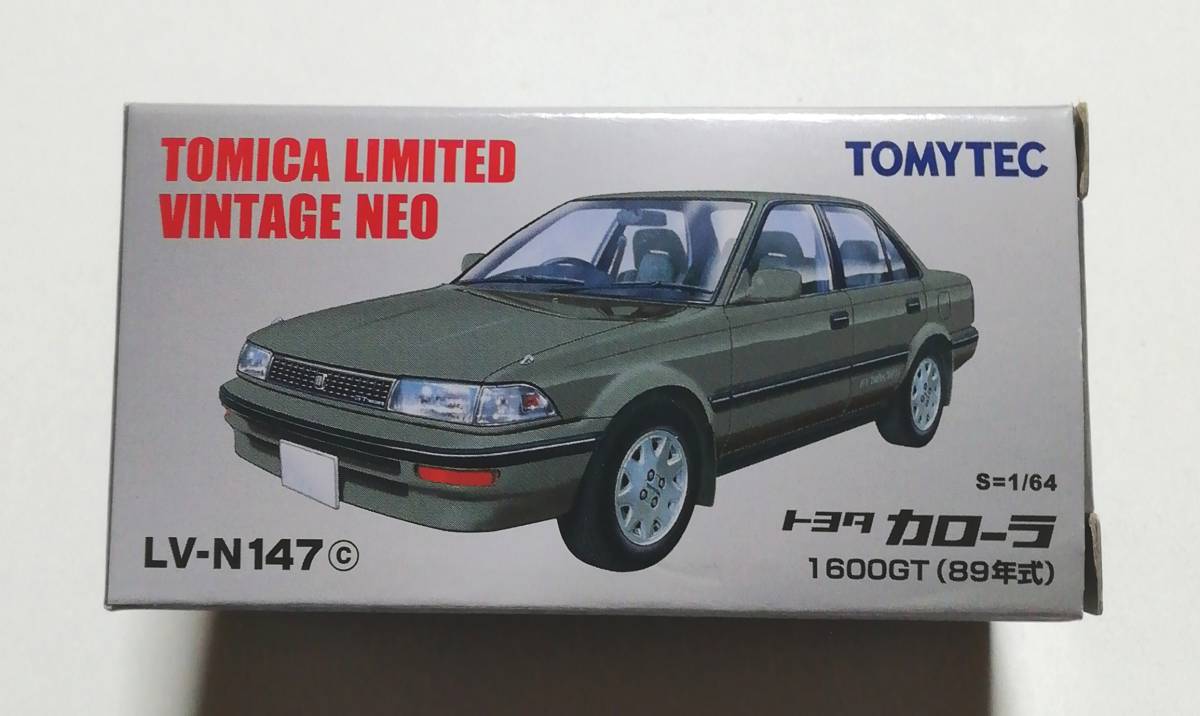 TOMICA LIMITED
VINTAGE NEO
TOMYTEC
S=1/64
トヨタ カローラ
1600GT (89年式)
LV-N147ⓒ